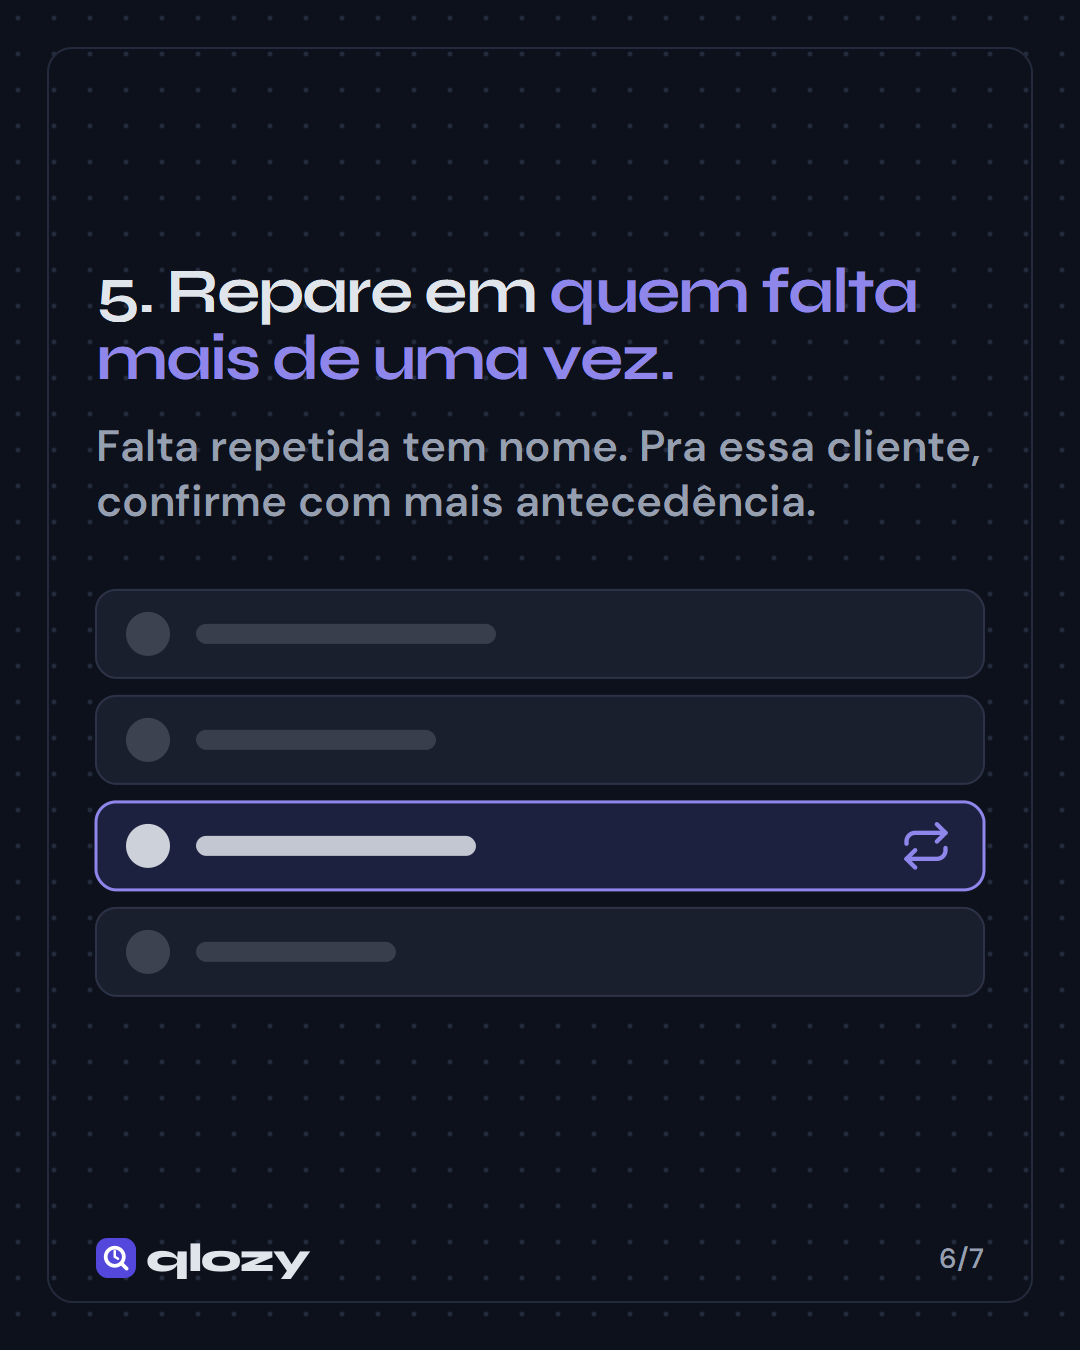 5. Repare em quem falta
mais de uma vez.
Falta repetida tem nome. Pra essa cliente,
confirme com mais antecedência.
qlozy
6/7